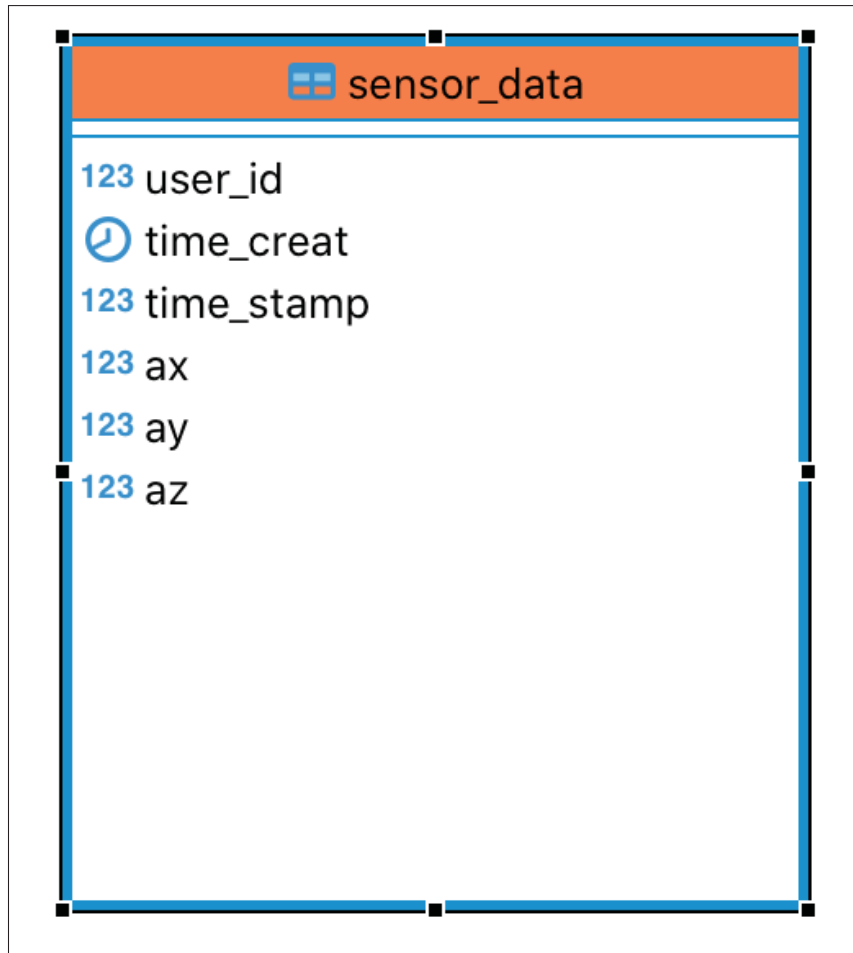 sensor_data
123 user_id
time_creat
123 time_stamp
123 ax
123 ay
123 az